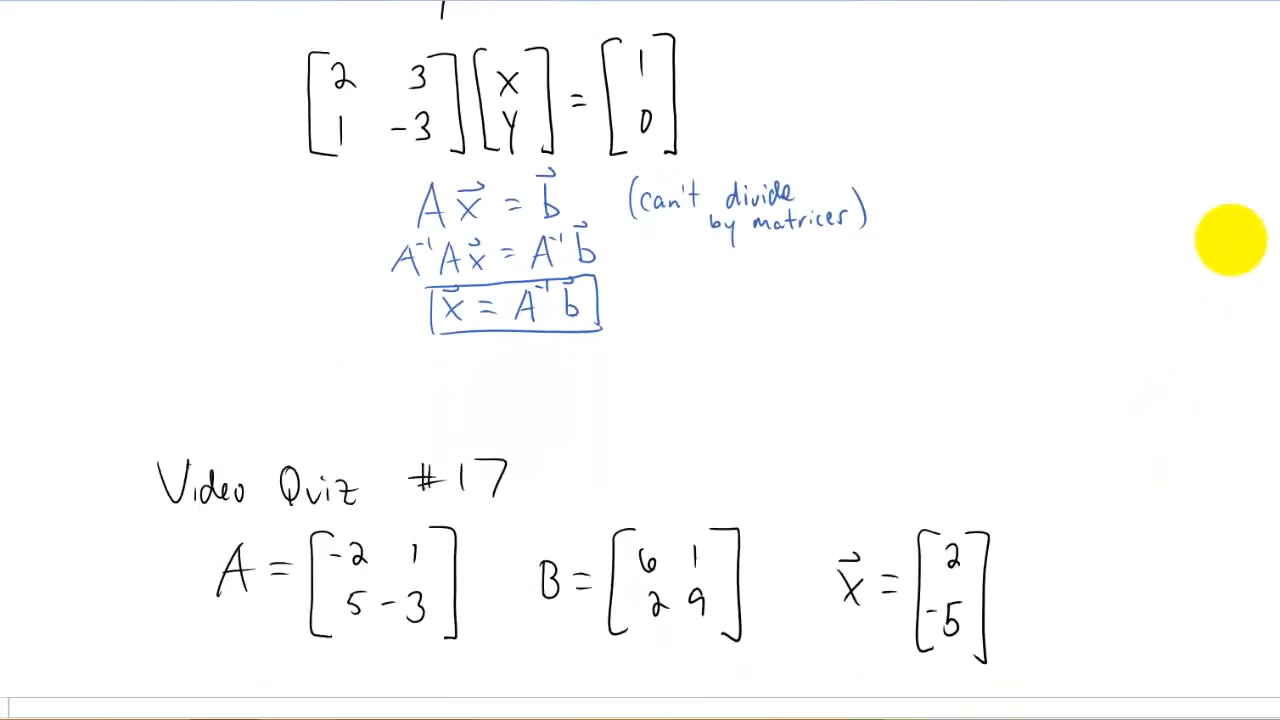 [2 3; 1 -3] [x; y] = [1; 0]
A x⃗ = b⃗ (can't divide by matrices)
A⁻¹A x⃗ = A⁻¹ b⃗
x⃗ = A⁻¹ b⃗
Video Quiz #17
A = [-2 1; 5 -3] B = [6 1; 2 9] x⃗ = [2; -5]